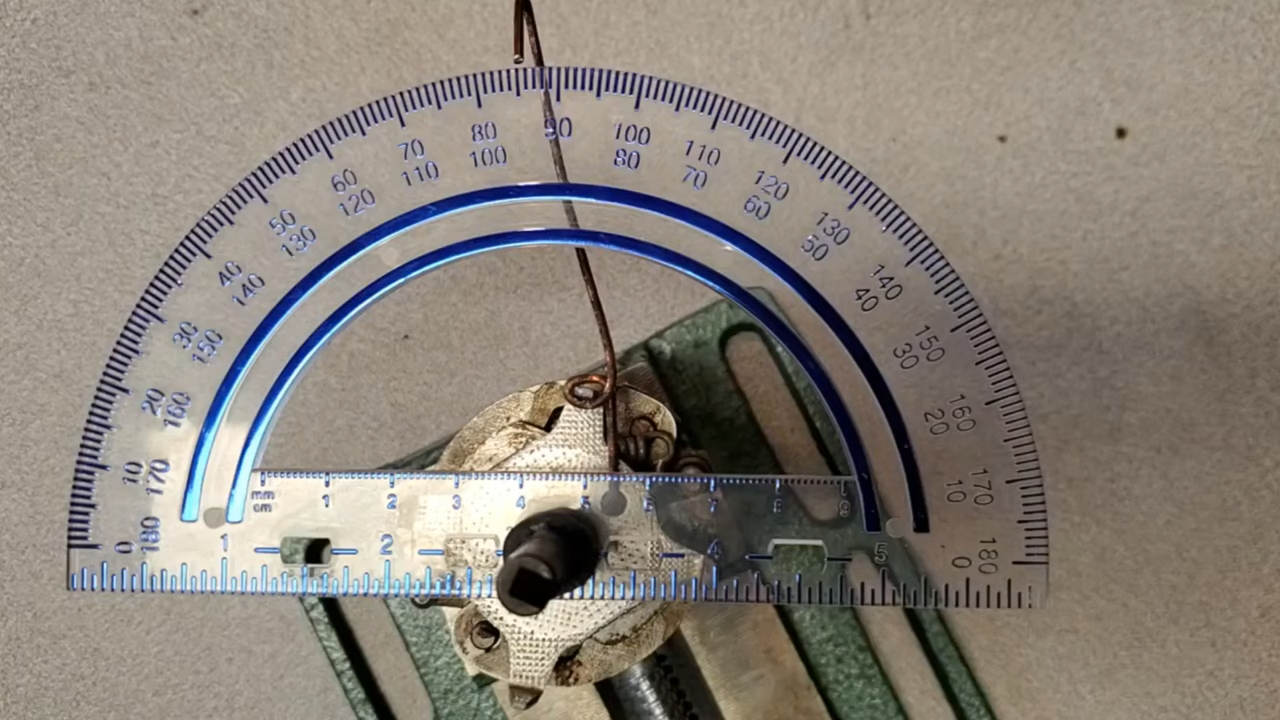 80 90 100
70 100 80 110
60 110 70 120
50 120 60 130
40 130 50 140
30 140 40 150
20 150 30 160
10 160 20 170
0 170 10 180
180 0
mm 1 2 3 4 5 6 7 8 9
cm
1 2 4 5